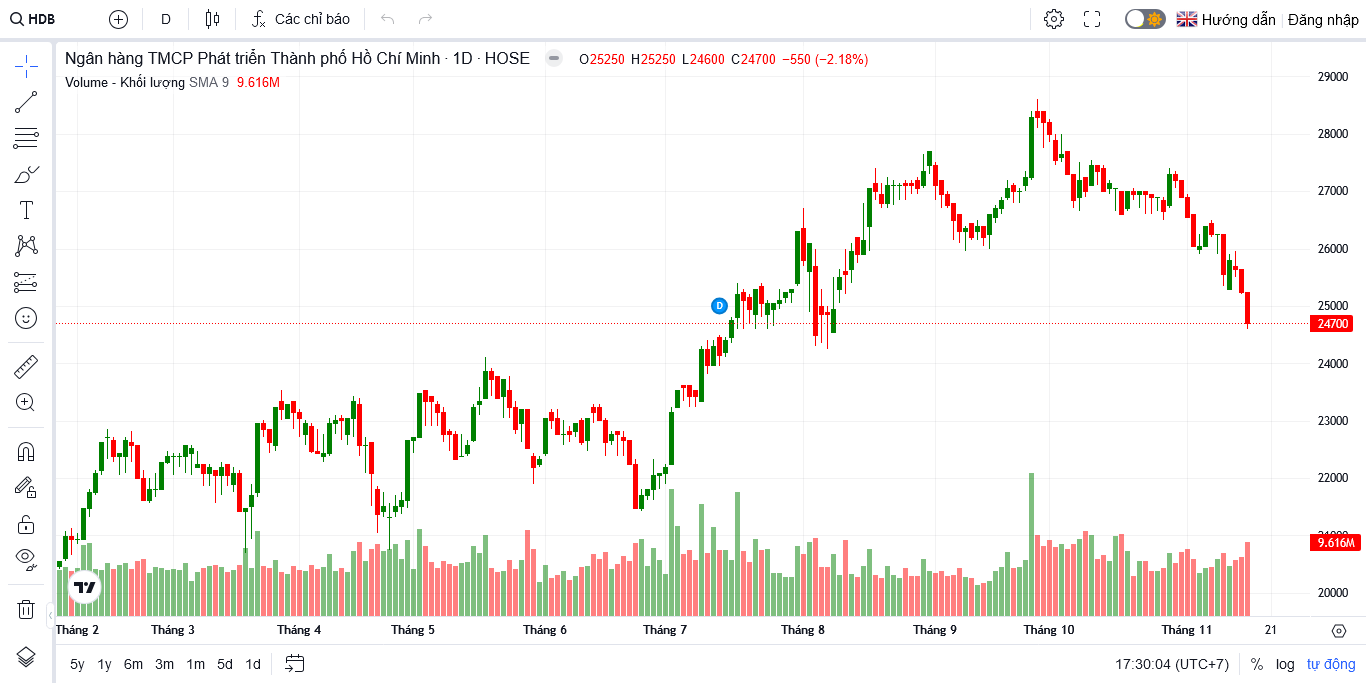 HDB D Các chỉ báo Hướng dẫn Đăng nhập
Ngân hàng TMCP Phát triển Thành phố Hồ Chí Minh · 1D · HOSE O25250 H25250 L24600 C24700 −550 (−2.18%)
Volume - Khối lượng SMA 9 9.616M
29000
28000
27000
26000
25000
D
24700
24000
23000
22000
21000
9.616M
20000
Tháng 2 Tháng 3 Tháng 4 Tháng 5 Tháng 6 Tháng 7 Tháng 8 Tháng 9 Tháng 10 Tháng 11 21
5y 1y 6m 3m 1m 5d 1d 17:30:04 (UTC+7) % log tự động